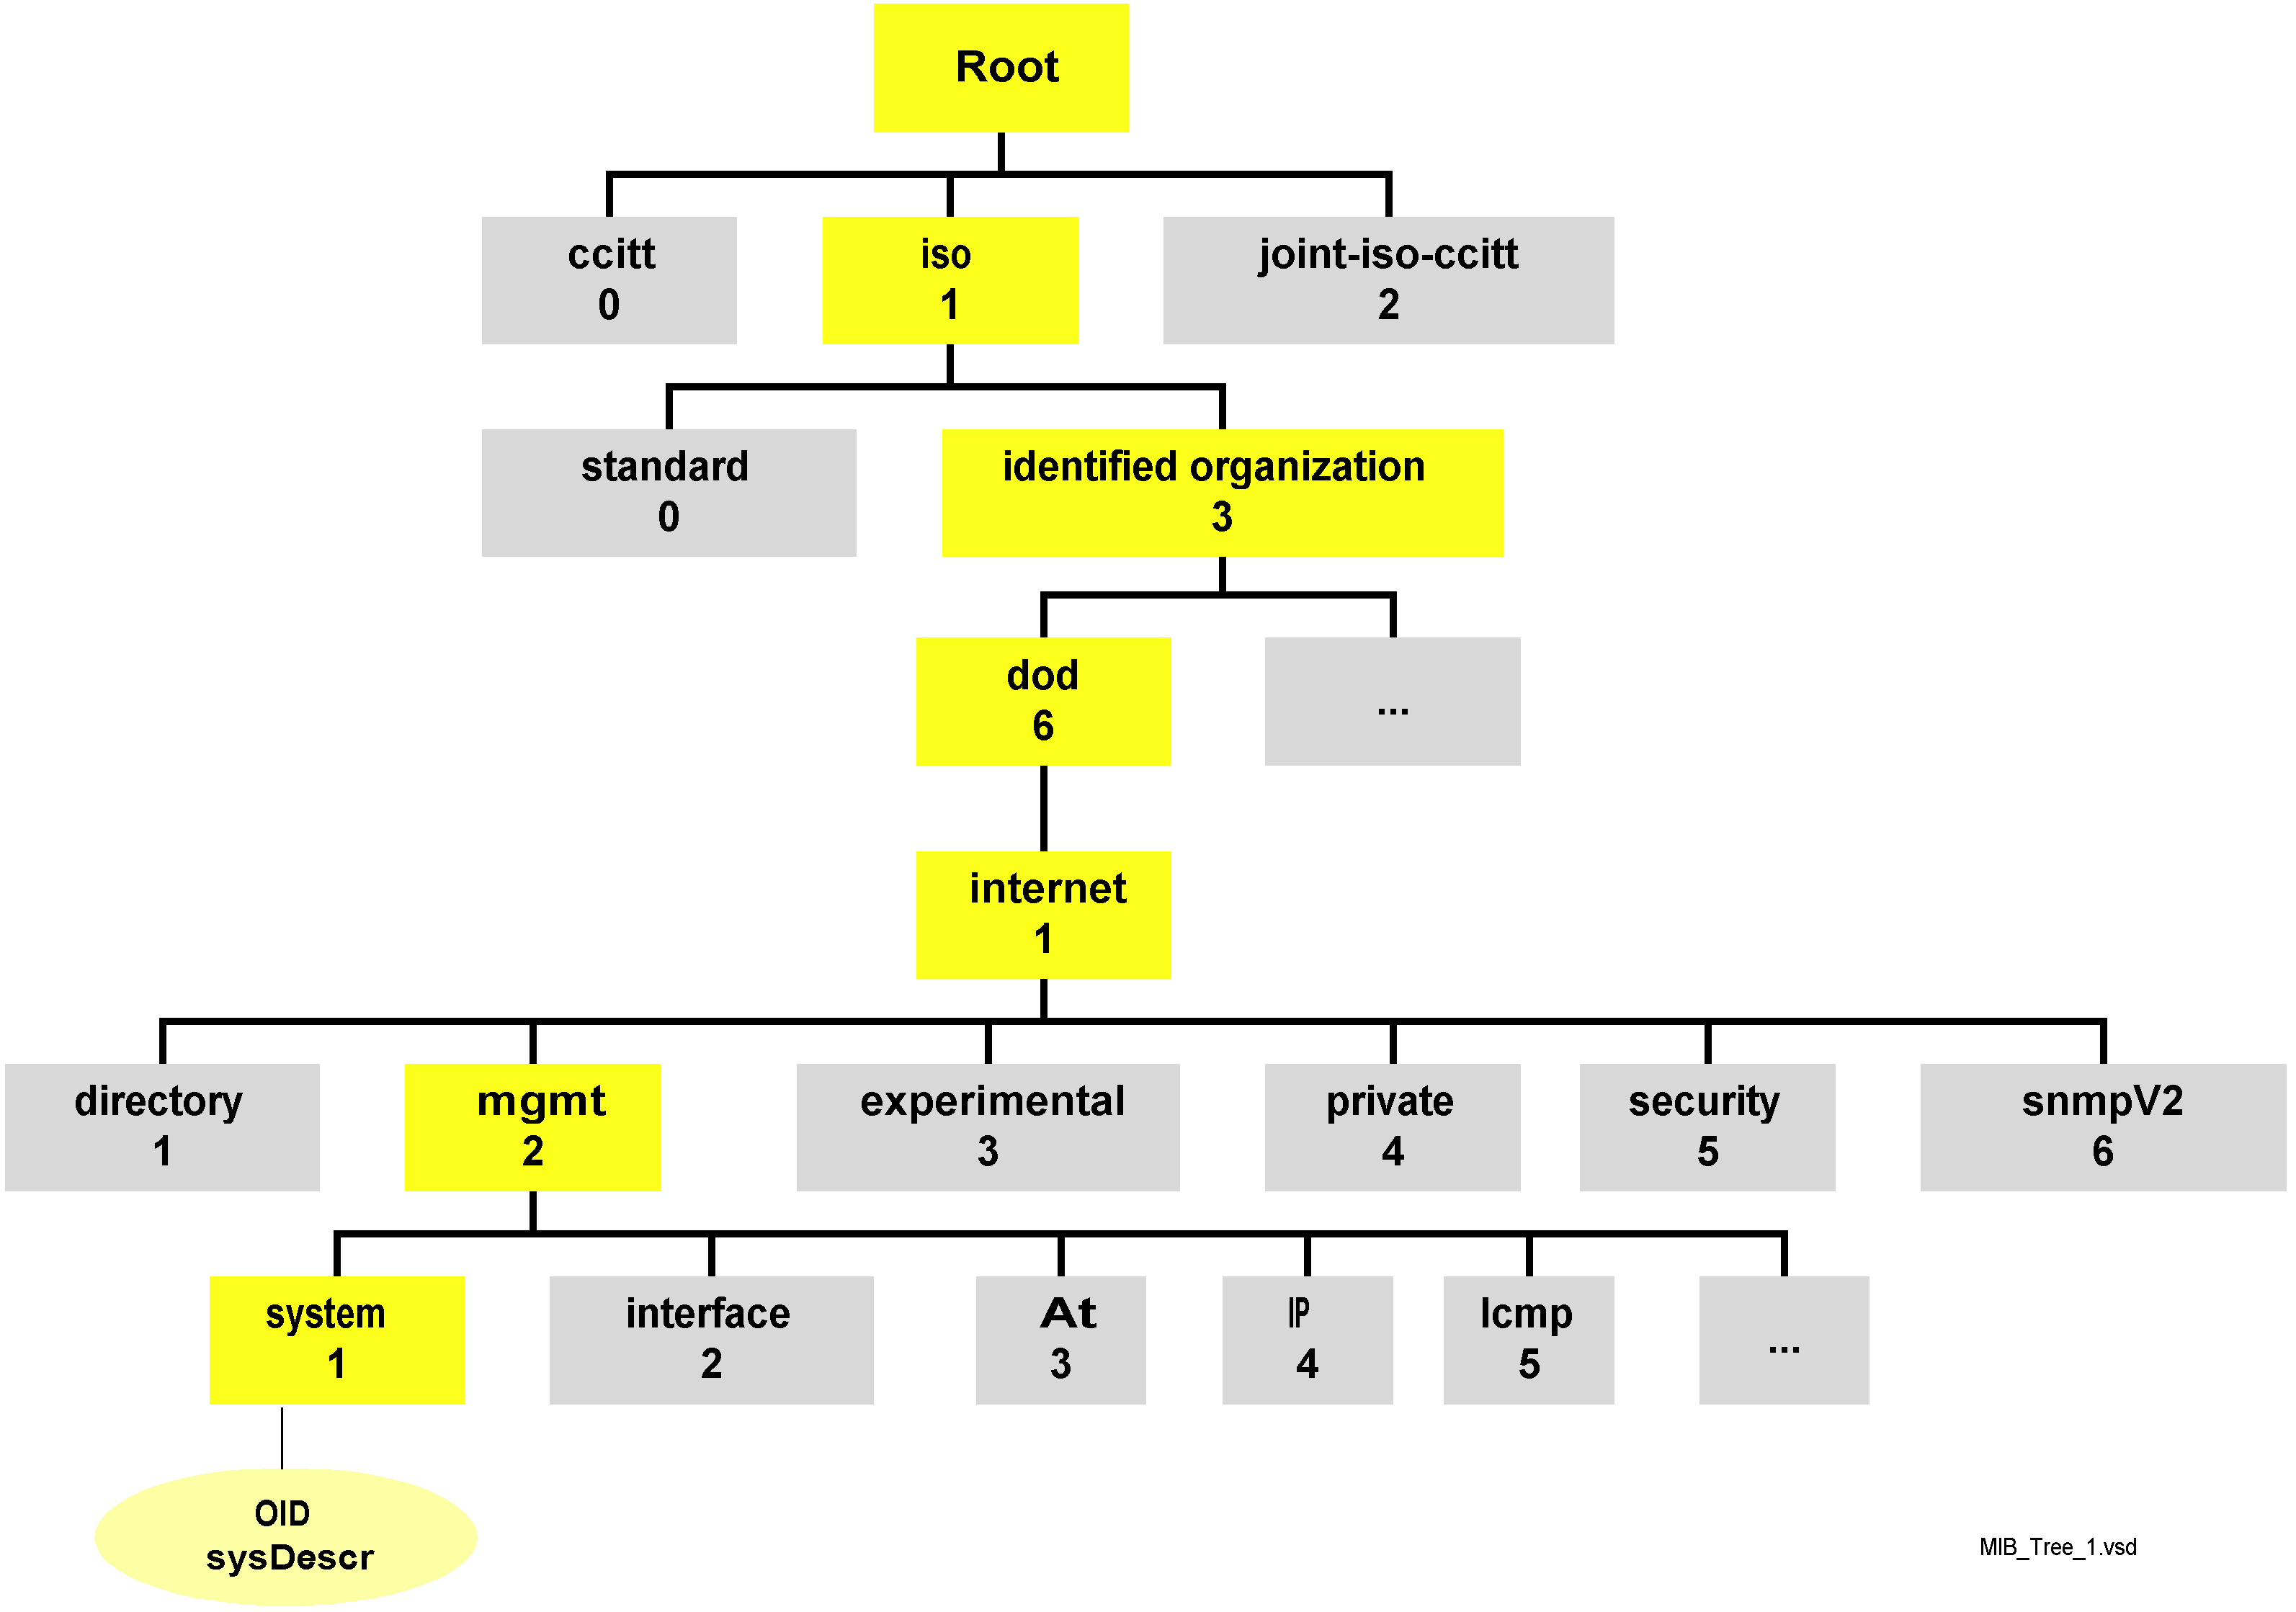 Root
ccitt
0
iso
1
joint-iso-ccitt
2
standard
0
identified organization
3
dod
6
...
internet
1
directory
1
mgmt
2
experimental
3
private
4
security
5
snmpV2
6
system
1
interface
2
At
3
IP
4
Icmp
5
...
OID
sysDescr
MIB_Tree_1.vsd